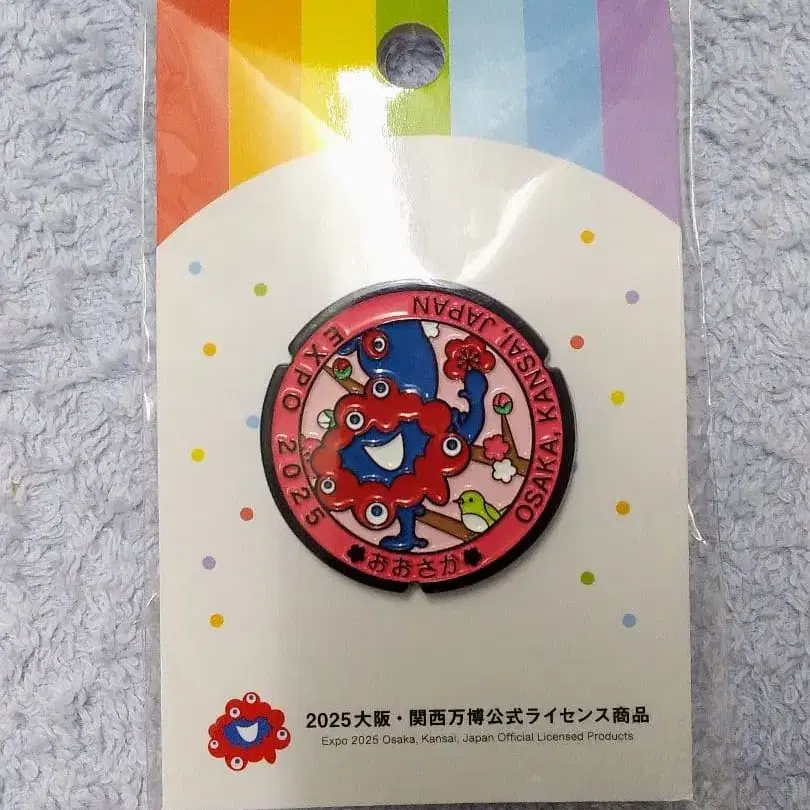 EXPO 2025
OSAKA, KANSAI, JAPAN
おおさか
2025大阪・関西万博公式ライセンス商品
Expo 2025 Osaka, Kansai, Japan Official Licensed Products